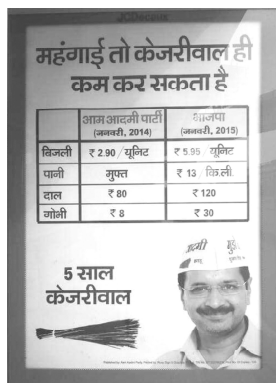 महंगाई तो केजरीवाल ही
कम कर सकता है
आम आदमी पार्टी भाजपा
(जनवरी, 2014) (जनवरी, 2015)
बिजली ₹ 2.90 / यूनिट ₹ 5.95 / यूनिट
पानी मुफ्त ₹ 13 / कि.ली.
दाल ₹ 80 ₹ 120
गोभी ₹ 8 ₹ 30
आदमी
5 साल
केजरीवाल